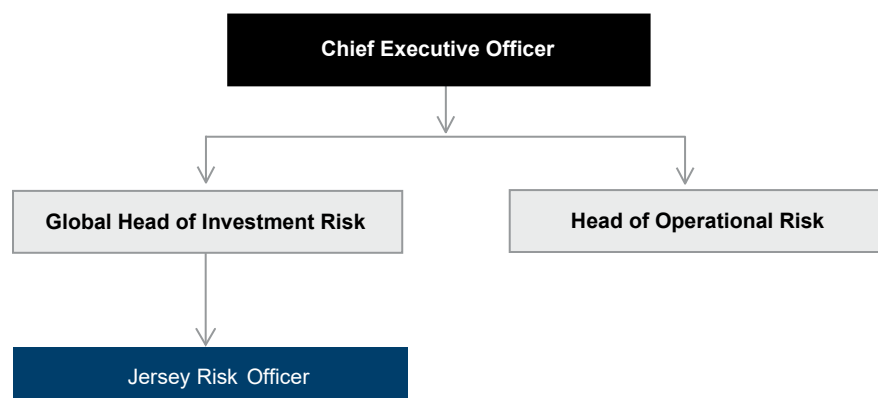 Chief Executive Officer
Global Head of Investment Risk
Head of Operational Risk
Jersey Risk Officer